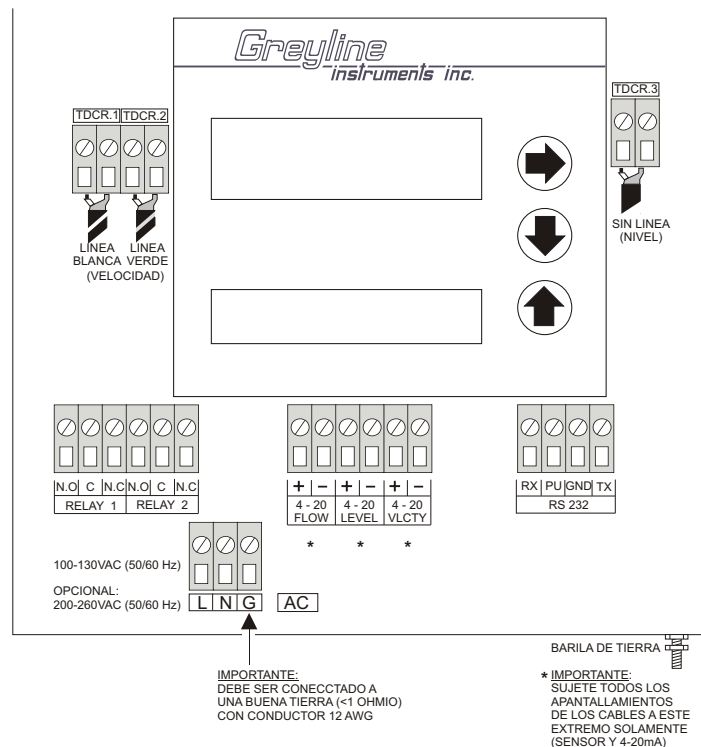 Greyline
instruments inc.
TDCR.1 TDCR.2
TDCR.3
LINEA BLANCA
LINEA VERDE
(VELOCIDAD)
SIN LINEA
(NIVEL)
N.O C N.C N.O C N.C
RELAY 1 RELAY 2
+ - + - + -
4 - 20 4 - 20 4 - 20
FLOW LEVEL VLCTY
* * *
RX PU GND TX
RS 232
100-130VAC (50/60 Hz)
OPCIONAL:
200-260VAC (50/60 Hz)
L N G AC
IMPORTANTE:
DEBE SER CONECCTADO A
UNA BUENA TIERRA (<1 OHMIO)
CON CONDUCTOR 12 AWG
BARILA DE TIERRA
* IMPORTANTE:
SUJETE TODOS LOS
APANTALLAMIENTOS
DE LOS CABLES A ESTE
EXTREMO SOLAMENTE
(SENSOR Y 4-20mA)